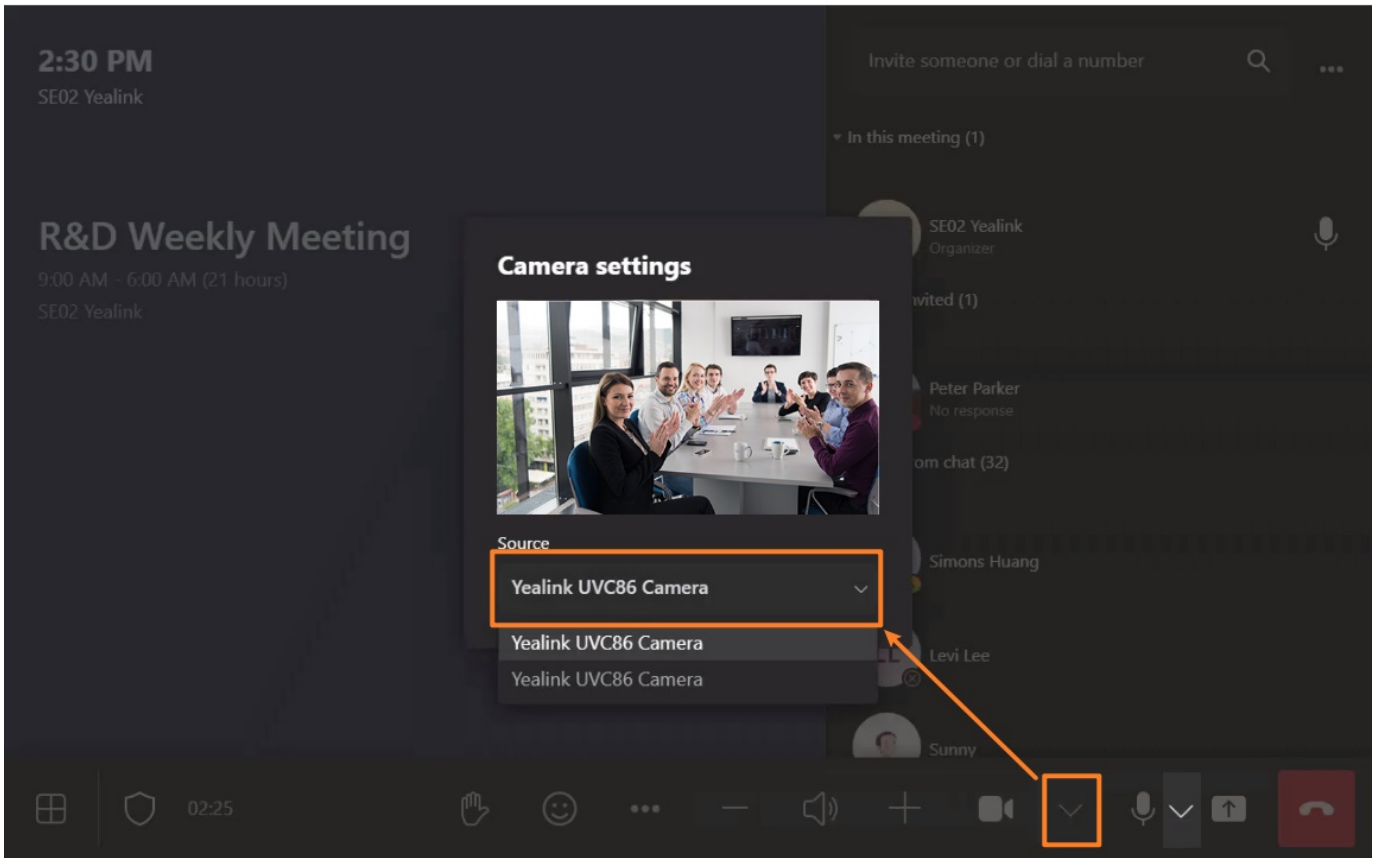 2:30 PM
SE02 Yealink
Invite someone or dial a number
In this meeting (1)
R&D Weekly Meeting
9:00 AM - 6:00 AM (21 hours)
SE02 Yealink
SE02 Yealink
Organizer
Camera settings
vited (1)
Peter Parker
No response
om chat (32)
Source
Yealink UVC86 Camera
Simons Huang
Yealink UVC86 Camera
Levi Lee
Yealink UVC86 Camera
Sunny
02:25